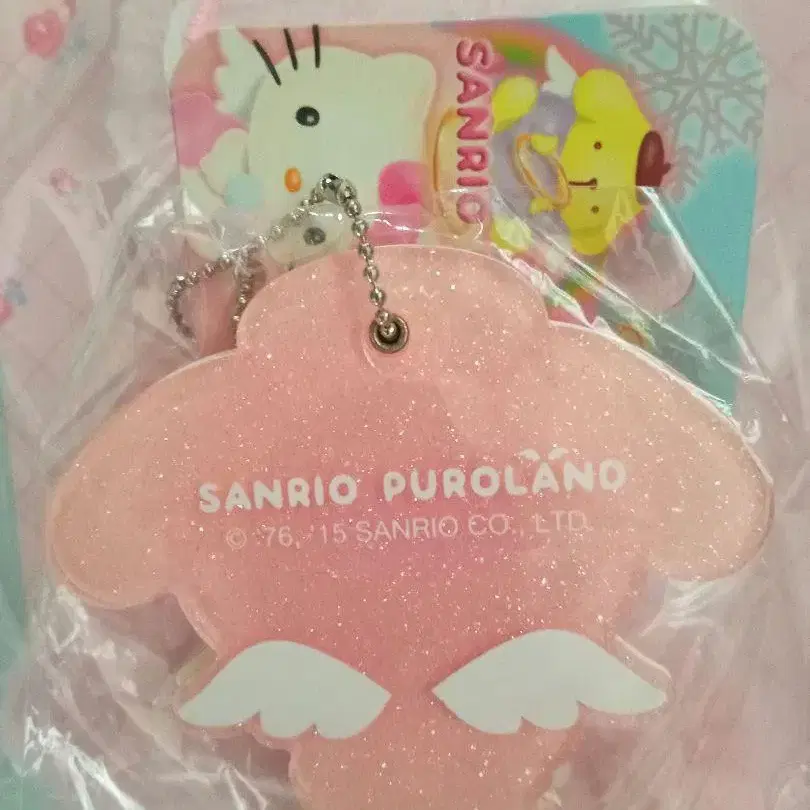 SANRIO
SANRIO PUROLAND
© '76, '15 SANRIO CO., LTD.